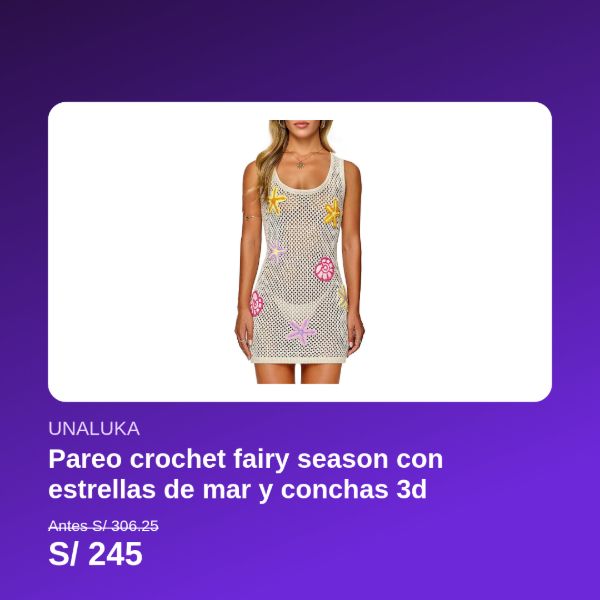 UNALUKA
Pareo crochet fairy season con
estrellas de mar y conchas 3d
Antes S/ 306.25
S/ 245